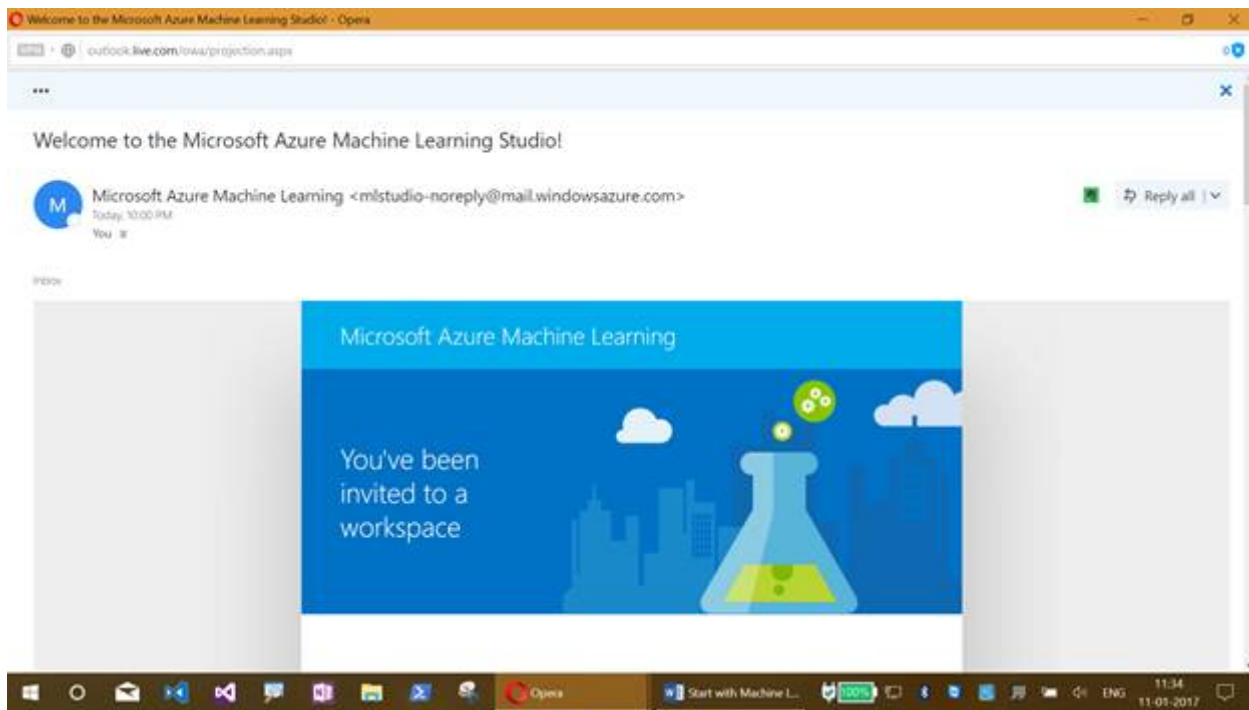 Welcome to the Microsoft Azure Machine Learning Studio! - Opera
outlook.live.com/owa/projection.aspx
0
Welcome to the Microsoft Azure Machine Learning Studio!
M
Microsoft Azure Machine Learning <mlstudio-noreply@mail.windowsazure.com>
Reply all
Today, 10:00 PM
You
Inbox
Microsoft Azure Machine Learning
You've been
invited to a
workspace
Opera
Start with Machine L...
100%
ENG
11:34
11-01-2017